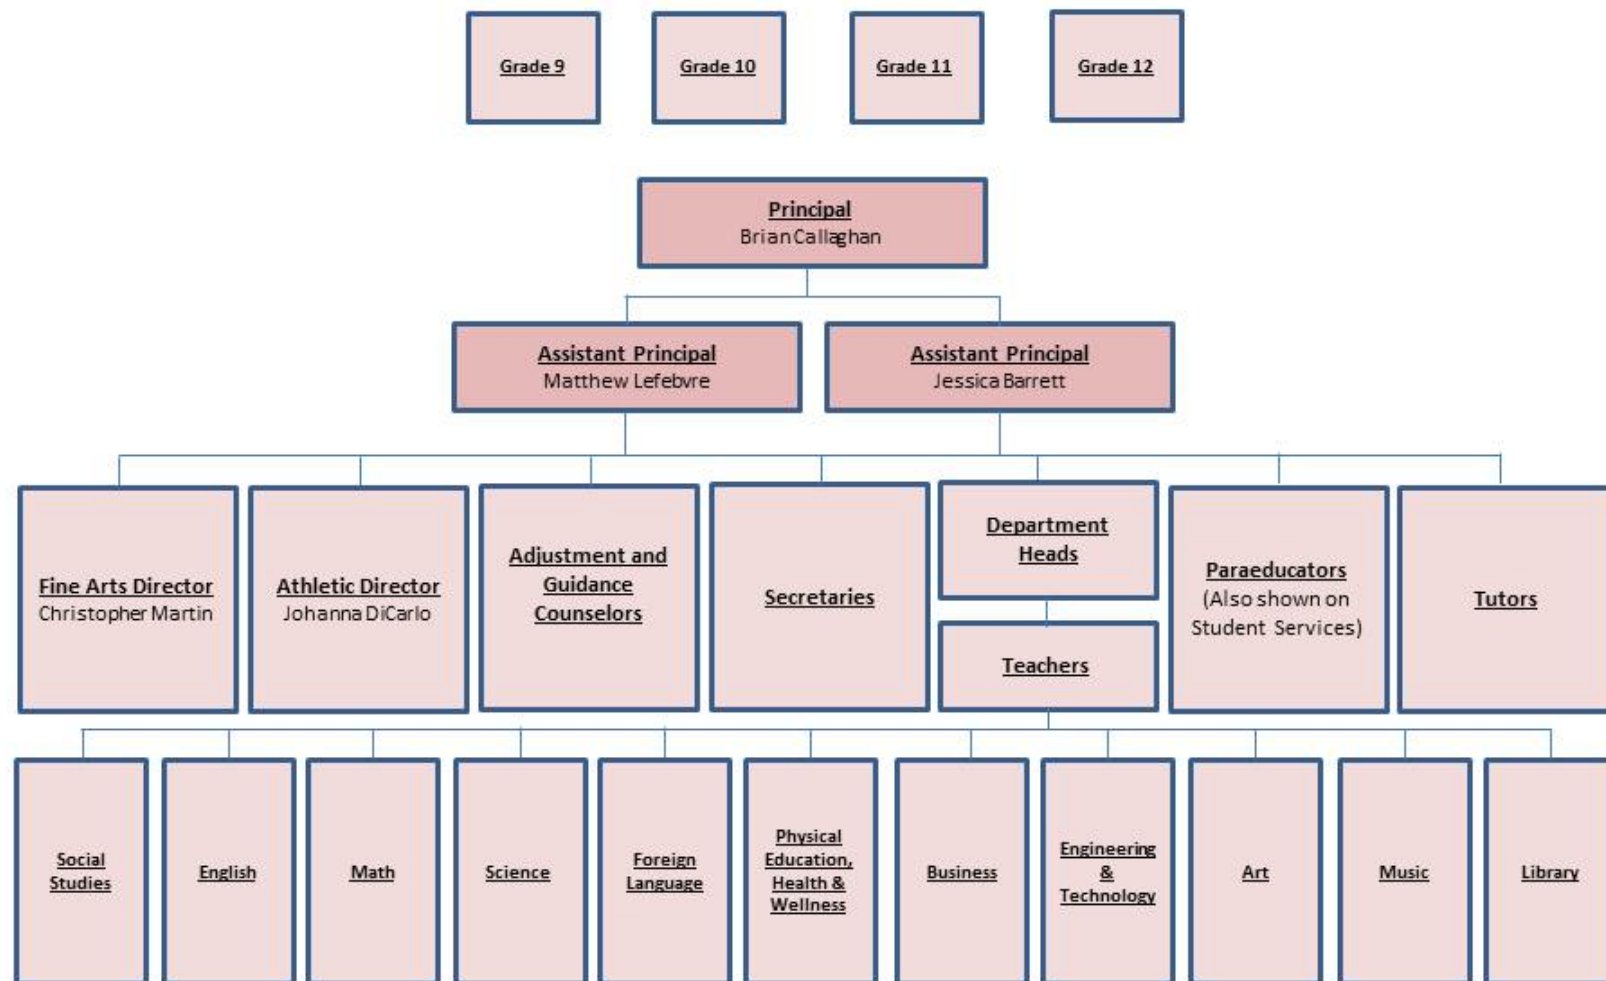 Grade 9
Grade 10
Grade 11
Grade 12
Principal
Brian Callaghan
Assistant Principal
Matthew Lefebvre
Assistant Principal
Jessica Barrett
Fine Arts Director
Christopher Martin
Athletic Director
Johanna DiCarlo
Adjustment and
Guidance
Counselors
Secretaries
Department
Heads
Teachers
Paraeducators
(Also shown on
Student Services)
Tutors
Social
Studies
English
Math
Science
Foreign
Language
Physical
Education,
Health &
Wellness
Business
Engineering
&
Technology
Art
Music
Library